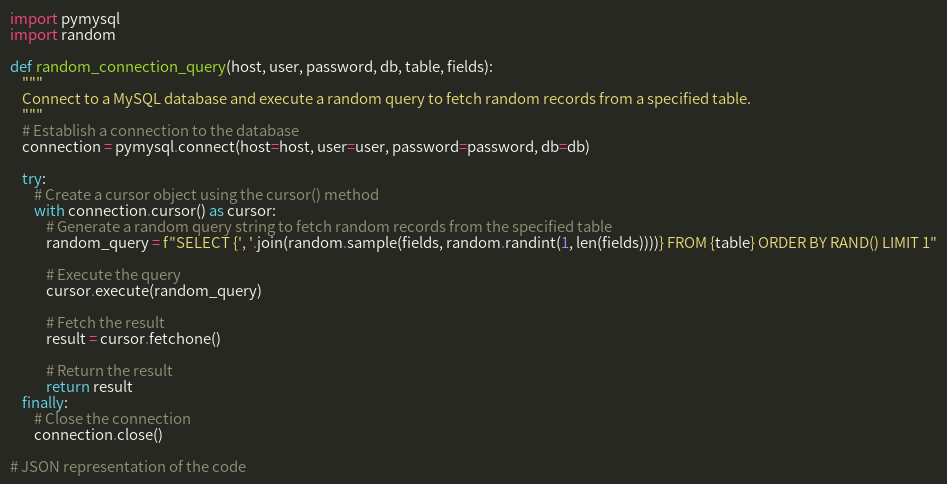 import pymysql
import random

def random_connection_query(host, user, password, db, table, fields):
    """
    Connect to a MySQL database and execute a random query to fetch random records from a specified table.
    """
    # Establish a connection to the database
    connection = pymysql.connect(host=host, user=user, password=password, db=db)

    try:
        # Create a cursor object using the cursor() method
        with connection.cursor() as cursor:
            # Generate a random query string to fetch random records from the specified table
            random_query = f"SELECT {', '.join(random.sample(fields, random.randint(1, len(fields))))} FROM {table} ORDER BY RAND() LIMIT 1"

            # Execute the query
            cursor.execute(random_query)

            # Fetch the result
            result = cursor.fetchone()

            # Return the result
            return result
    finally:
        # Close the connection
        connection.close()

# JSON representation of the code